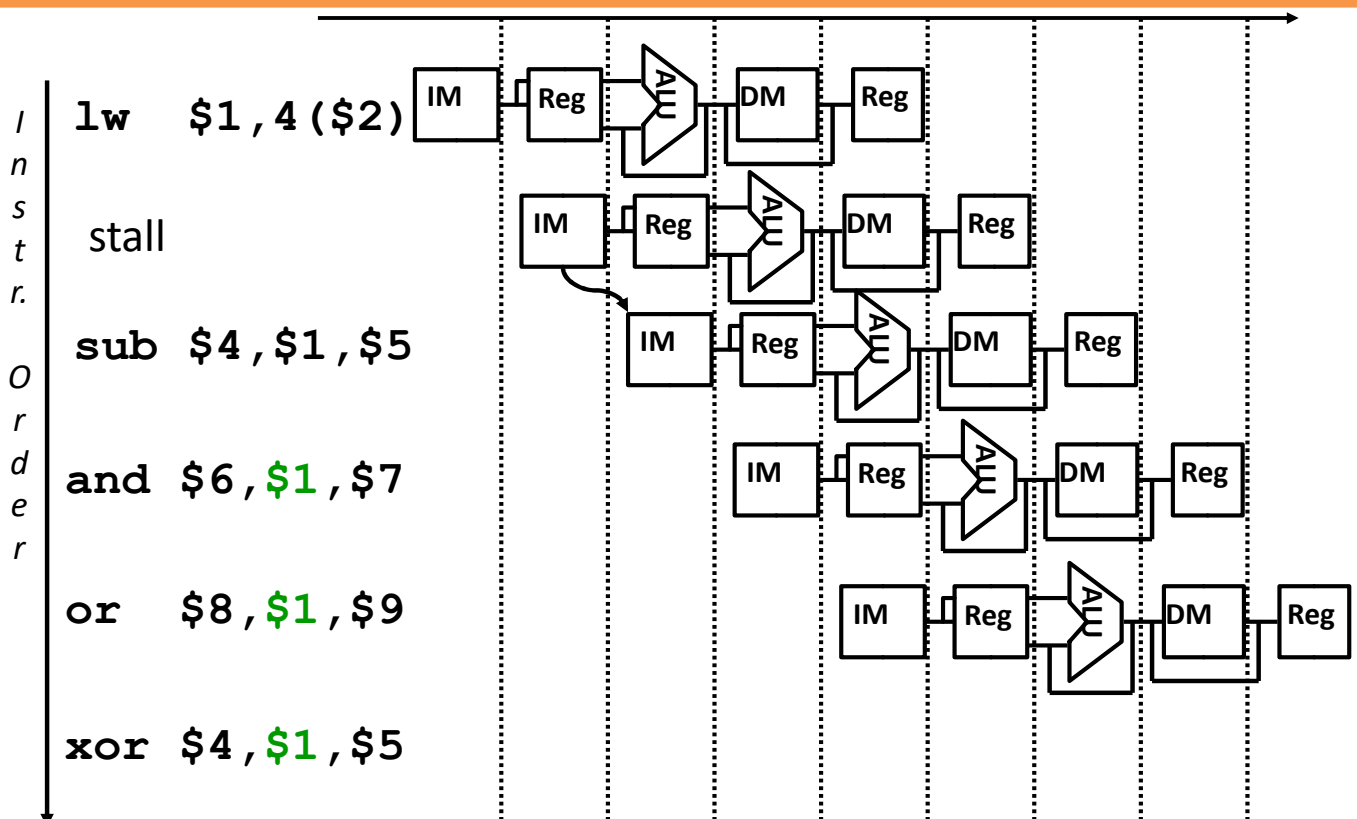 Instr. Order
lw $1,4($2) IM Reg ALU DM Reg
stall IM Reg ALU DM Reg
sub $4,$1,$5 IM Reg ALU DM Reg
and $6,$1,$7 IM Reg ALU DM Reg
or $8,$1,$9 IM Reg ALU DM Reg
xor $4,$1,$5